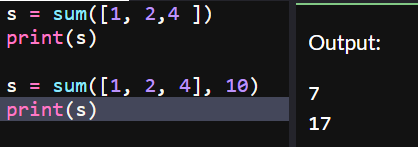 s = sum([1, 2,4 ])
print(s)
s = sum([1, 2, 4], 10)
print(s)
Output:
7
17